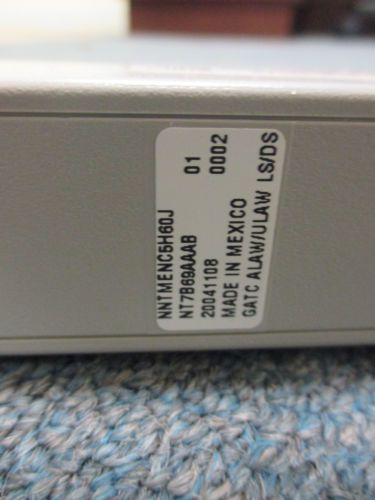 NNTMENC5H60J
NT7B69AAAB 01
20041108 0002
MADE IN MEXICO
GATC ALAW/ULAW LS/DS